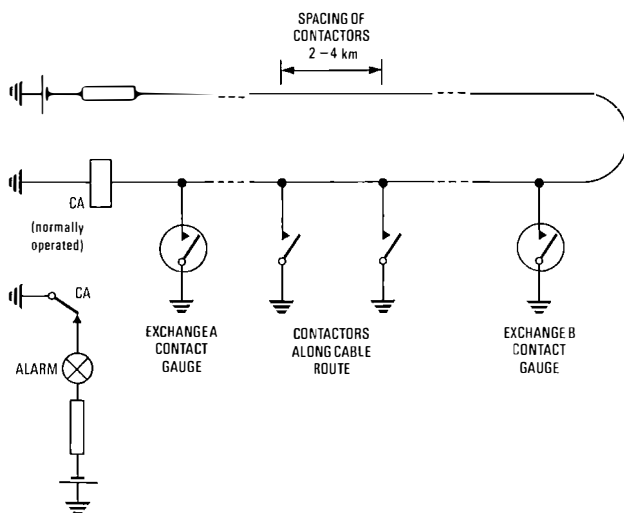 SPACING OF
CONTACTORS
2 – 4 km
CA
(normally
operated)
CA
ALARM
EXCHANGE A
CONTACT
GAUGE
CONTACTORS
ALONG CABLE
ROUTE
EXCHANGE B
CONTACT
GAUGE